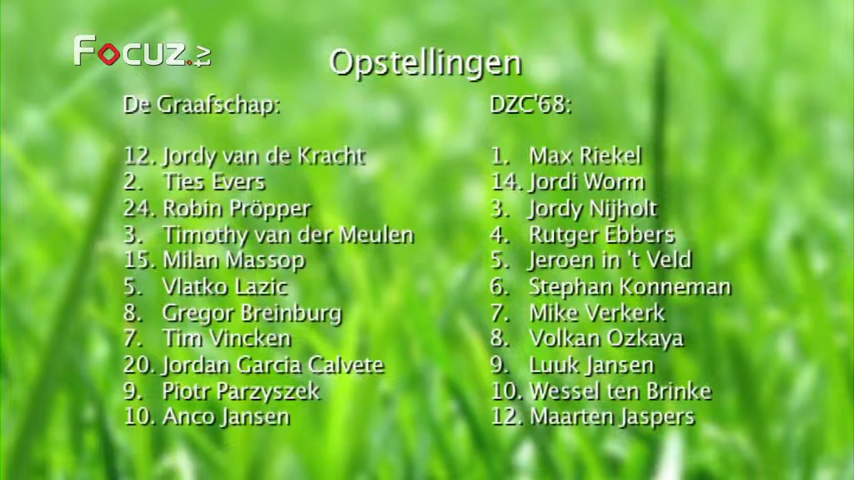 FOCUZ.TV
Opstellingen
De Graafschap:
12. Jordy van de Kracht
2. Ties Evers
24. Robin Pröpper
3. Timothy van der Meulen
15. Milan Massop
5. Vlatko Lazic
8. Gregor Breinburg
7. Tim Vincken
20. Jordan Garcia Calvete
9. Piotr Parzyszek
10. Anco Jansen
DZC'68:
1. Max Riekel
14. Jordi Worm
3. Jordy Nijholt
4. Rutger Ebbers
5. Jeroen in 't Veld
6. Stephan Konneman
7. Mike Verkerk
8. Volkan Ozkaya
9. Luuk Jansen
10. Wessel ten Brinke
12. Maarten Jaspers